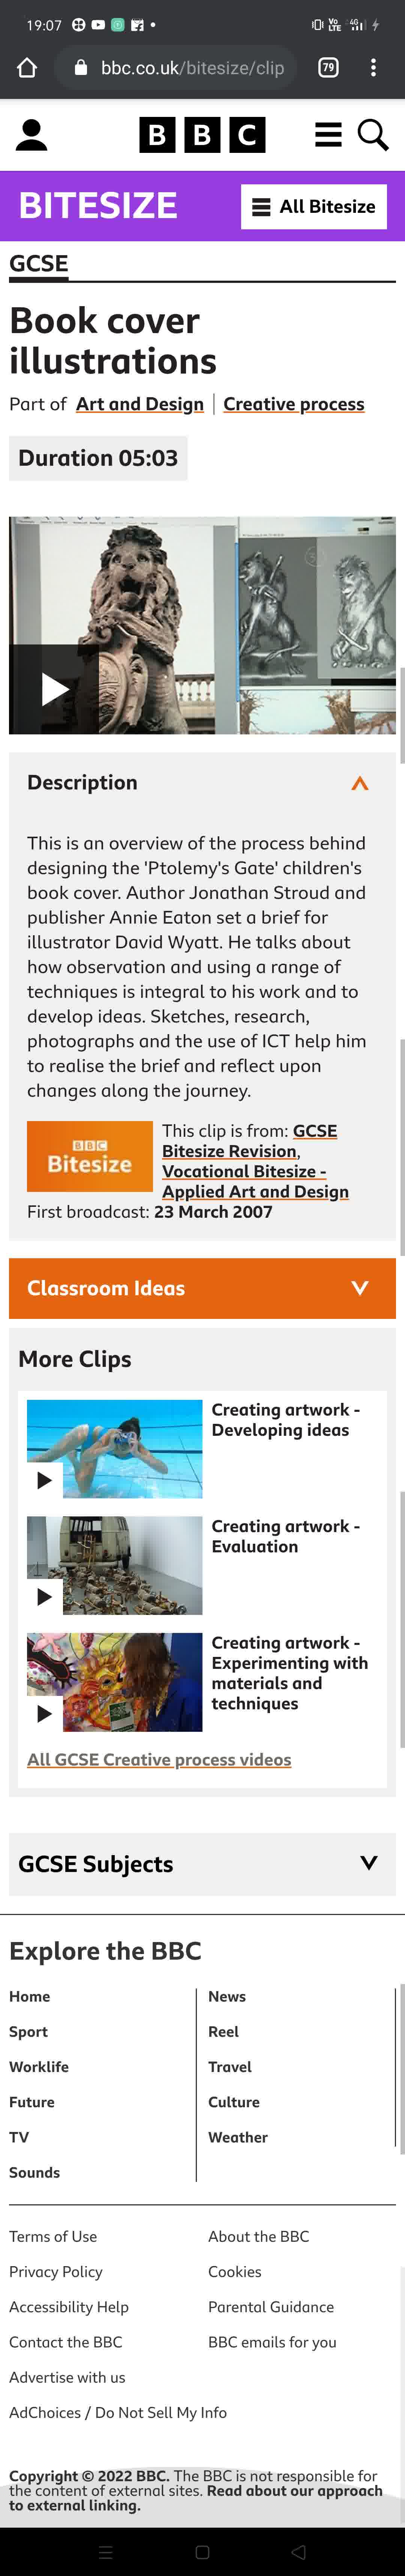 19:07
Vo
LTE
4G
bbc.co.uk/bitesize/clip
79
BBC
BITESIZE
All Bitesize
GCSE
Book cover
illustrations
Part of Art and Design | Creative process
Duration 05:03
Description
This is an overview of the process behind
designing the 'Ptolemy's Gate' children's
book cover. Author Jonathan Stroud and
publisher Annie Eaton set a brief for
illustrator David Wyatt. He talks about
how observation and using a range of
techniques is integral to his work and to
develop ideas. Sketches, research,
photographs and the use of ICT help him
to realise the brief and reflect upon
changes along the journey.
BBC
Bitesize
This clip is from: GCSE
Bitesize Revision,
Vocational Bitesize -
Applied Art and Design
First broadcast: 23 March 2007
Classroom Ideas
More Clips
Creating artwork -
Developing ideas
Creating artwork -
Evaluation
Creating artwork -
Experimenting with
materials and
techniques
All GCSE Creative process videos
GCSE Subjects
Explore the BBC
Home
News
Sport
Reel
Worklife
Travel
Future
Culture
TV
Weather
Sounds
Terms of Use
About the BBC
Privacy Policy
Cookies
Accessibility Help
Parental Guidance
Contact the BBC
BBC emails for you
Advertise with us
AdChoices / Do Not Sell My Info
Copyright © 2022 BBC. The BBC is not responsible for
the content of external sites. Read about our approach
to external linking.